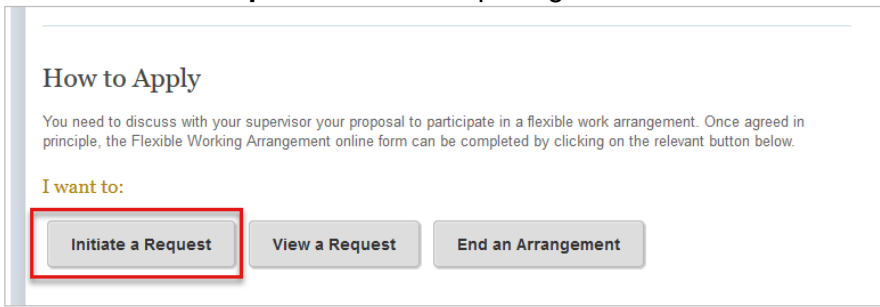 How to Apply
You need to discuss with your supervisor your proposal to participate in a flexible work arrangement. Once agreed in
principle, the Flexible Working Arrangement online form can be completed by clicking on the relevant button below.
I want to:
Initiate a Request View a Request End an Arrangement